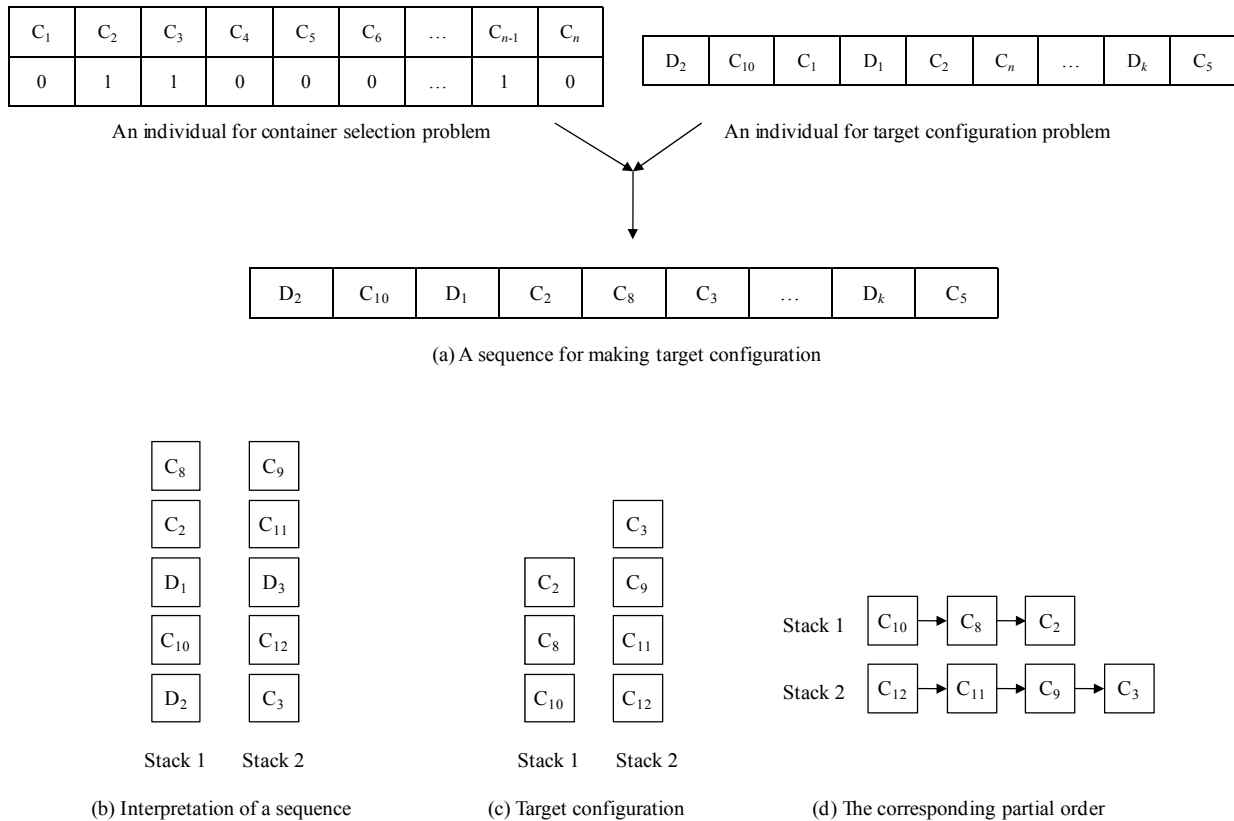 C1 C2 C3 C4 C5 C6 … Cn-1 Cn
0 1 1 0 0 0 … 1 0
D2 C10 C1 D1 C2 Cn … Dk C5
An individual for container selection problem
An individual for target configuration problem
D2 C10 D1 C2 C8 C3 … Dk C5
(a) A sequence for making target configuration
C8 C9
C2 C11
D1 D3
C10 C12
D2 C3
Stack 1 Stack 2
(b) Interpretation of a sequence
C3
C2 C9
C8 C11
C10 C12
Stack 1 Stack 2
(c) Target configuration
Stack 1 C10 C8 C2
Stack 2 C12 C11 C9 C3
(d) The corresponding partial order